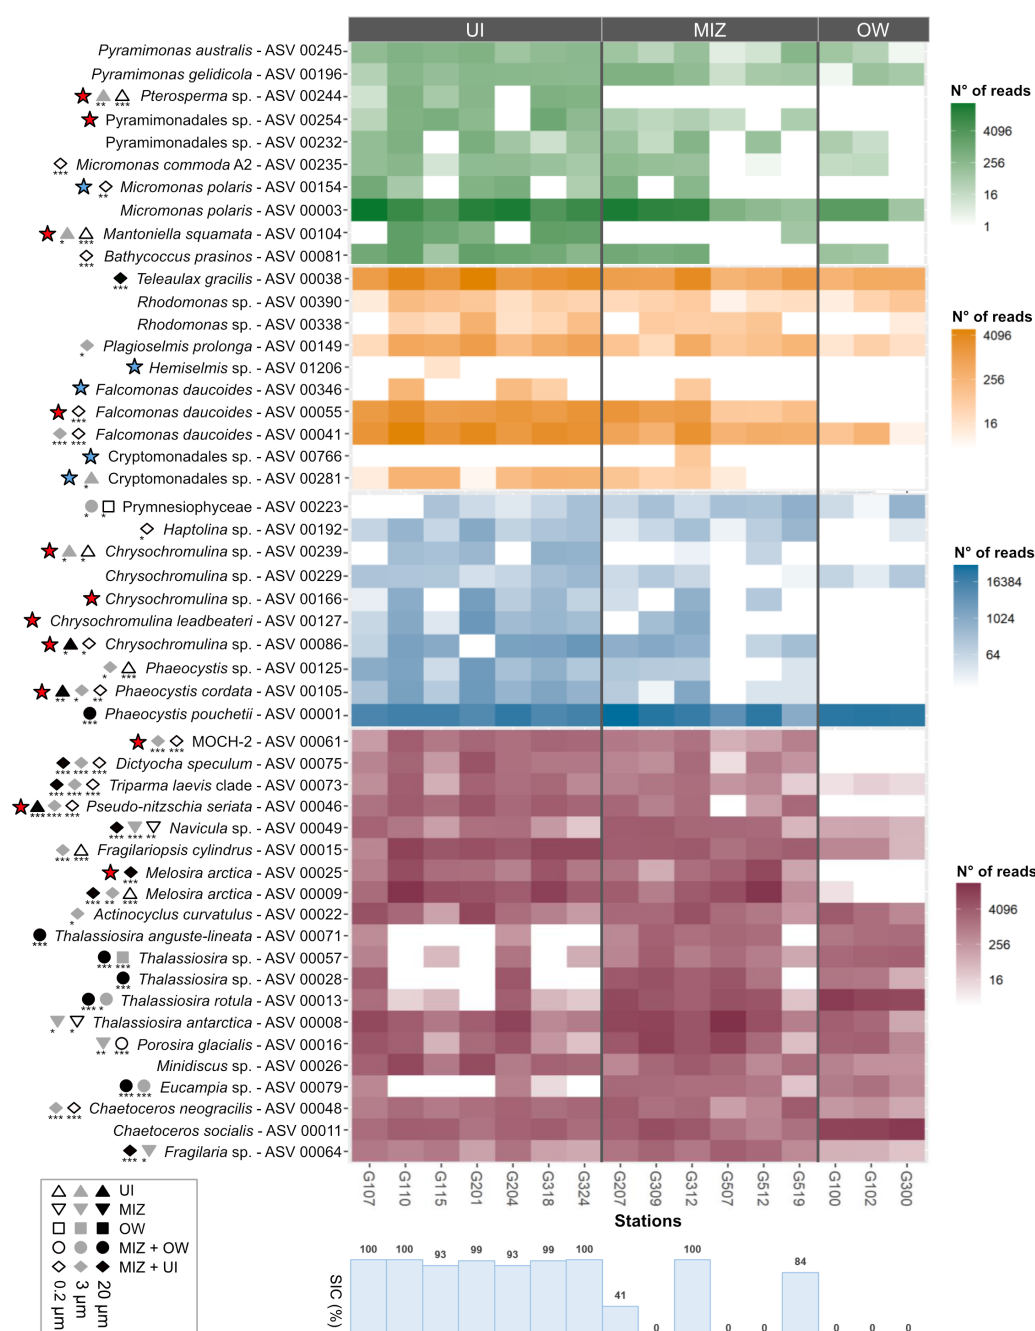 UI MIZ OW
Pyramimonas australis - ASV 00245
Pyramimonas gelidicola - ASV 00196
** *** Pterosperma sp. - ASV 00244
Pyramimonadales sp. - ASV 00254
Pyramimonadales sp. - ASV 00232
*** Micromonas commoda A2 - ASV 00235
** Micromonas polaris - ASV 00154
Micromonas polaris - ASV 00003
* *** Mantoniella squamata - ASV 00104
*** Bathycoccus prasinos - ASV 00081
N° of reads
4096
256
16
1
*** Teleaulax gracilis - ASV 00038
Rhodomonas sp. - ASV 00390
Rhodomonas sp. - ASV 00338
* Plagioselmis prolonga - ASV 00149
Hemiselmis sp. - ASV 01206
Falcomonas daucoides - ASV 00346
*** Falcomonas daucoides - ASV 00055
*** *** Falcomonas daucoides - ASV 00041
Cryptomonadales sp. - ASV 00766
* Cryptomonadales sp. - ASV 00281
N° of reads
4096
256
16
* * Prymnesiophyceae - ASV 00223
* Haptolina sp. - ASV 00192
* * Chrysochromulina sp. - ASV 00239
Chrysochromulina sp. - ASV 00229
Chrysochromulina sp. - ASV 00166
Chrysochromulina leadbeateri - ASV 00127
* * Chrysochromulina sp. - ASV 00086
* *** Phaeocystis sp. - ASV 00125
** * ** Phaeocystis cordata - ASV 00105
*** Phaeocystis pouchetii - ASV 00001
N° of reads
16384
1024
64
*** *** MOCH-2 - ASV 00061
*** *** *** Dictyocha speculum - ASV 00075
*** *** *** Triparma laevis clade - ASV 00073
*** *** *** Pseudo-nitzschia seriata - ASV 00046
*** *** ** Navicula sp. - ASV 00049
*** *** Fragilariopsis cylindrus - ASV 00015
*** Melosira arctica - ASV 00025
*** ** *** Melosira arctica - ASV 00009
* Actinocyclus curvatulus - ASV 00022
*** Thalassiosira anguste-lineata - ASV 00071
*** *** Thalassiosira sp. - ASV 00057
*** Thalassiosira sp. - ASV 00028
*** * Thalassiosira rotula - ASV 00013
* * Thalassiosira antarctica - ASV 00008
** *** Porosira glacialis - ASV 00016
Minidiscus sp. - ASV 00026
*** *** Eucampia sp. - ASV 00079
*** *** Chaetoceros neogracilis - ASV 00048
Chaetoceros socialis - ASV 00011
*** * Fragilaria sp. - ASV 00064
N° of reads
4096
256
16
G107 G110 G115 G201 G204 G318 G324 G207 G309 G312 G507 G512 G519 G100 G102 G300
Stations
UI
MIZ
OW
MIZ + OW
MIZ + UI
0.2 µm 3 µm 20 µm
SIC (%)
100 100 93 99 93 99 100 41 0 100 0 0 84 0 0 0